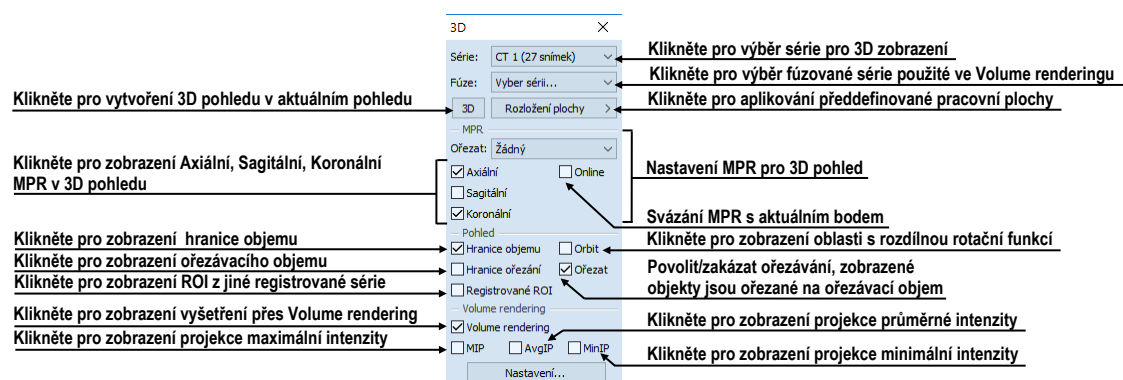 3D
Série: CT 1 (27 snímek)
Klikněte pro výběr série pro 3D zobrazení
Fúze: Vyber sérii...
Klikněte pro výběr fúzované série použité ve Volume renderingu
Klikněte pro vytvoření 3D pohledu v aktuálním pohledu
3D Rozložení plochy
Klikněte pro aplikování předdefinované pracovní plochy
MPR
Ořezat: Žádný
Klikněte pro zobrazení Axiální, Sagitální, Koronální
MPR v 3D pohledu
Axiální Online
Sagitální
Koronální
Nastavení MPR pro 3D pohled
Svázání MPR s aktuálním bodem
Pohled
Klikněte pro zobrazení hranice objemu
Hranice objemu Orbit
Klikněte pro zobrazení oblasti s rozdílnou rotační funkcí
Klikněte pro zobrazení ořezávacího objemu
Hranice ořezání Ořezat
Povolit/zakázat ořezávání, zobrazené
objekty jsou ořezané na ořezávací objem
Klikněte pro zobrazení ROI z jiné registrované série
Registrované ROI
Volume rendering
Klikněte pro zobrazení vyšetření přes Volume rendering
Volume rendering
Klikněte pro zobrazení projekce průměrné intenzity
Klikněte pro zobrazení projekce maximální intenzity
MIP AvgIP MinIP
Klikněte pro zobrazení projekce minimální intenzity
Nastavení...